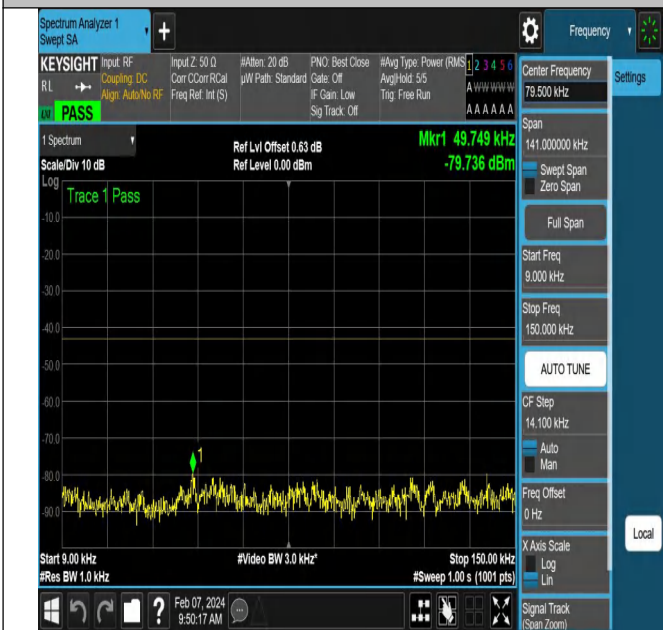 Spectrum Analyzer 1
Swept SA
+
Frequency
KEYSIGHT
RL
PASS
Input: RF
Coupling: DC
Align: Auto/No RF
Input Z: 50 Ω
Corr CCorr RCal
Freq Ref: Int (S)
#Atten: 20 dB
µW Path: Standard
PNO: Best Close
Gate: Off
IF Gain: Low
Sig Track: Off
#Avg Type: Power (RMS
Avg|Hold: 5/5
Trig: Free Run
1 2 3 4 5 6
A W W W W W
A A A A A A
Center Frequency
79.500 kHz
Settings
Span
141.000000 kHz
Swept Span
Zero Span
Full Span
Start Freq
9.000 kHz
Stop Freq
150.000 kHz
AUTO TUNE
CF Step
14.100 kHz
Auto
Man
Freq Offset
0 Hz
X Axis Scale
Log
Lin
Signal Track
(Span Zoom)
Local
1 Spectrum
Scale/Div 10 dB
Log
Ref Lvl Offset 0.63 dB
Ref Level 0.00 dBm
Mkr1 49.749 kHz
-79.736 dBm
Trace 1 Pass
-10.0
-20.0
-30.0
-40.0
-50.0
-60.0
-70.0
-80.0
-90.0
1
Start 9.00 kHz
#Res BW 1.0 kHz
#Video BW 3.0 kHz*
Stop 150.00 kHz
#Sweep 1.00 s (1001 pts)
?
Feb 07, 2024
9:50:17 AM